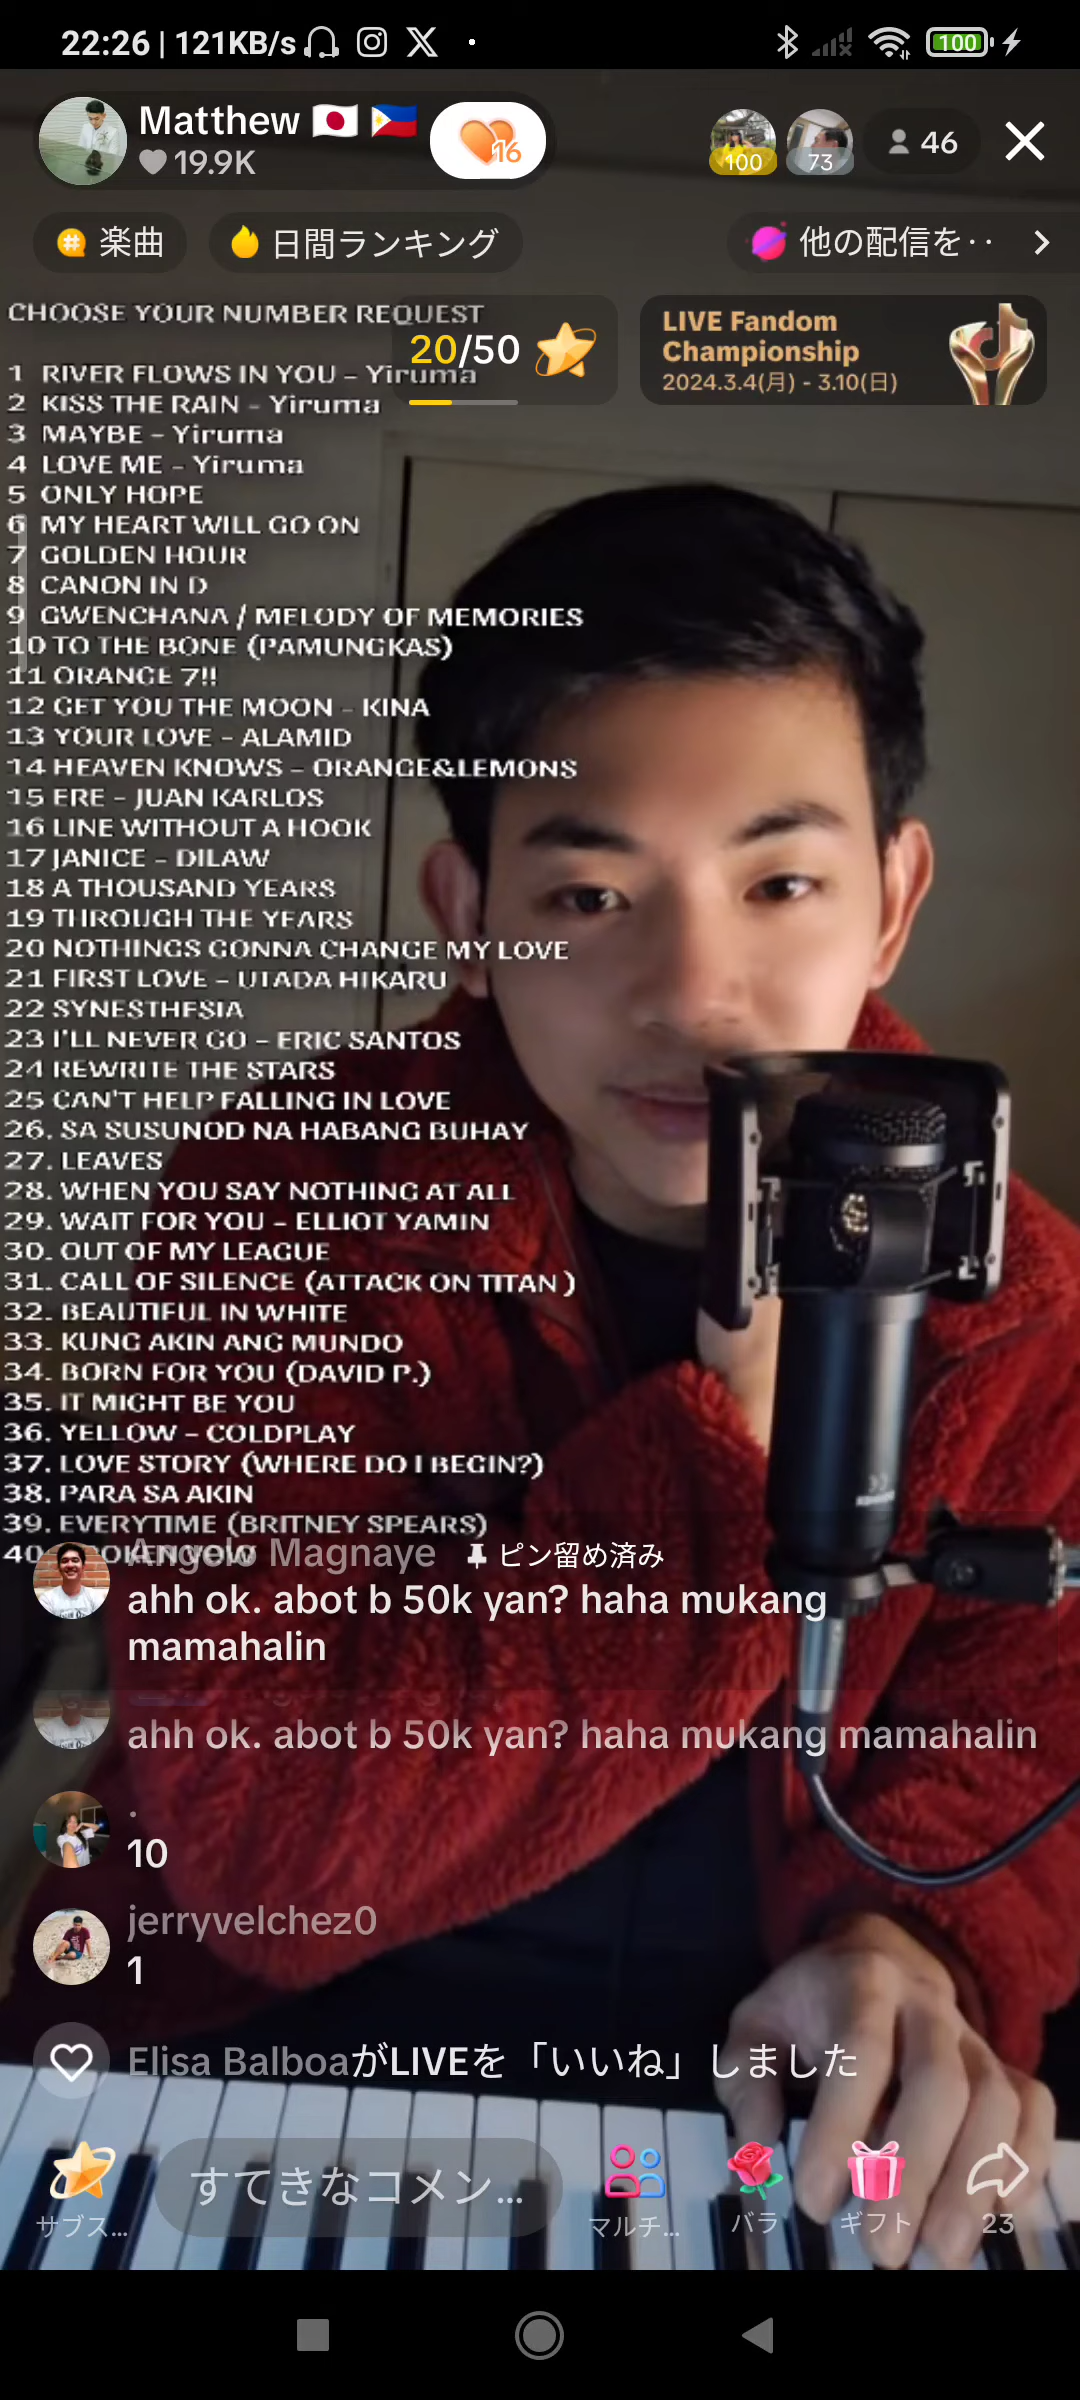 22:26 | 121KB/s
100
Matthew 🇯🇵 🇵🇭
19.9K
16
100
73
46
楽曲
日間ランキング
他の配信を‥
CHOOSE YOUR NUMBER REQUEST
20/50
LIVE Fandom
Championship
2024.3.4(月) - 3.10(日)
1 RIVER FLOWS IN YOU – Yiruma
2 KISS THE RAIN – Yiruma
3 MAYBE – Yiruma
4 LOVE ME – Yiruma
5 ONLY HOPE
6 MY HEART WILL GO ON
7 GOLDEN HOUR
8 CANON IN D
9 GWENCHANA / MELODY OF MEMORIES
10 TO THE BONE (PAMUNGKAS)
11 ORANGE 7!!
12 GET YOU THE MOON – KINA
13 YOUR LOVE – ALAMID
14 HEAVEN KNOWS – ORANGE&LEMONS
15 ERE – JUAN KARLOS
16 LINE WITHOUT A HOOK
17 JANICE – DILAW
18 A THOUSAND YEARS
19 THROUGH THE YEARS
20 NOTHINGS GONNA CHANGE MY LOVE
21 FIRST LOVE – UTADA HIKARU
22 SYNESTHESIA
23 I'LL NEVER GO – ERIC SANTOS
24 REWRITE THE STARS
25 CAN'T HELP FALLING IN LOVE
26. SA SUSUNOD NA HABANG BUHAY
27. LEAVES
28. WHEN YOU SAY NOTHING AT ALL
29. WAIT FOR YOU – ELLIOT YAMIN
30. OUT OF MY LEAGUE
31. CALL OF SILENCE (ATTACK ON TITAN )
32. BEAUTIFUL IN WHITE
33. KUNG AKIN ANG MUNDO
34. BORN FOR YOU (DAVID P.)
35. IT MIGHT BE YOU
36. YELLOW – COLDPLAY
37. LOVE STORY (WHERE DO I BEGIN?)
38. PARA SA AKIN
39. EVERYTIME (BRITNEY SPEARS)
40
Angelo Magnaye ピン留め済み
ahh ok. abot b 50k yan? haha mukang
mamahalin
ahh ok. abot b 50k yan? haha mukang mamahalin
.
10
jerryvelchez0
1
Elisa BalboaがLIVEを「いいね」しました
すてきなコメン...
サブス...
マルチ...
バラ
ギフト
23